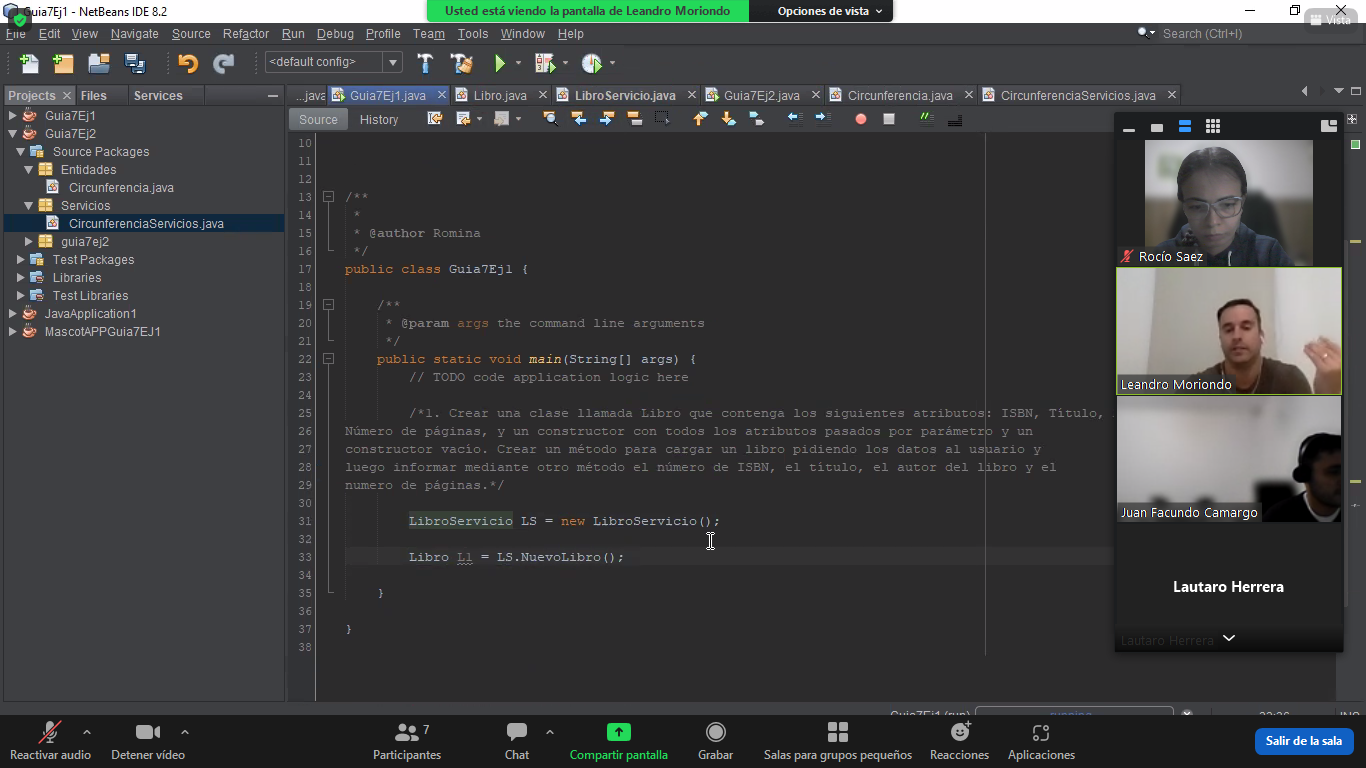 Guia7Ej1 - NetBeans IDE 8.2
Usted está viendo la pantalla de Leandro Moriondo
Opciones de vista
Vista
File Edit View Navigate Source Refactor Run Debug Profile Team Tools Window Help
Search (Ctrl+I)
<default config>
Projects Files Services
...java Guia7Ej1.java Libro.java LibroServicio.java Guia7Ej2.java Circunferencia.java CircunferenciaServicios.java
Source History
Guia7Ej1
Guia7Ej2
Source Packages
Entidades
Circunferencia.java
Servicios
CircunferenciaServicios.java
guia7ej2
Test Packages
Libraries
Test Libraries
JavaApplication1
MascotAPPGuia7EJ1
10
11
12
13 /**
14 *
15 * @author Romina
16 */
17 public class Guia7Ej1 {
18
19 /**
20 * @param args the command line arguments
21 */
22 public static void main(String[] args) {
23 // TODO code application logic here
24
25 /*1. Crear una clase llamada Libro que contenga los siguientes atributos: ISBN, Título,
26 Número de páginas, y un constructor con todos los atributos pasados por parámetro y un
27 constructor vacío. Crear un método para cargar un libro pidiendo los datos al usuario y
28 luego informar mediante otro método el número de ISBN, el título, el autor del libro y el
29 numero de páginas.*/
30
31 LibroServicio LS = new LibroServicio();
32
33 Libro L1 = LS.NuevoLibro();
34
35 }
36
37 }
38
Rocío Saez
Leandro Moriondo
Juan Facundo Camargo
Lautaro Herrera
Lautaro Herrera
Reactivar audio
Detener vídeo
7
Participantes
Chat
Compartir pantalla
Grabar
Salas para grupos pequeños
Reacciones
Aplicaciones
Salir de la sala